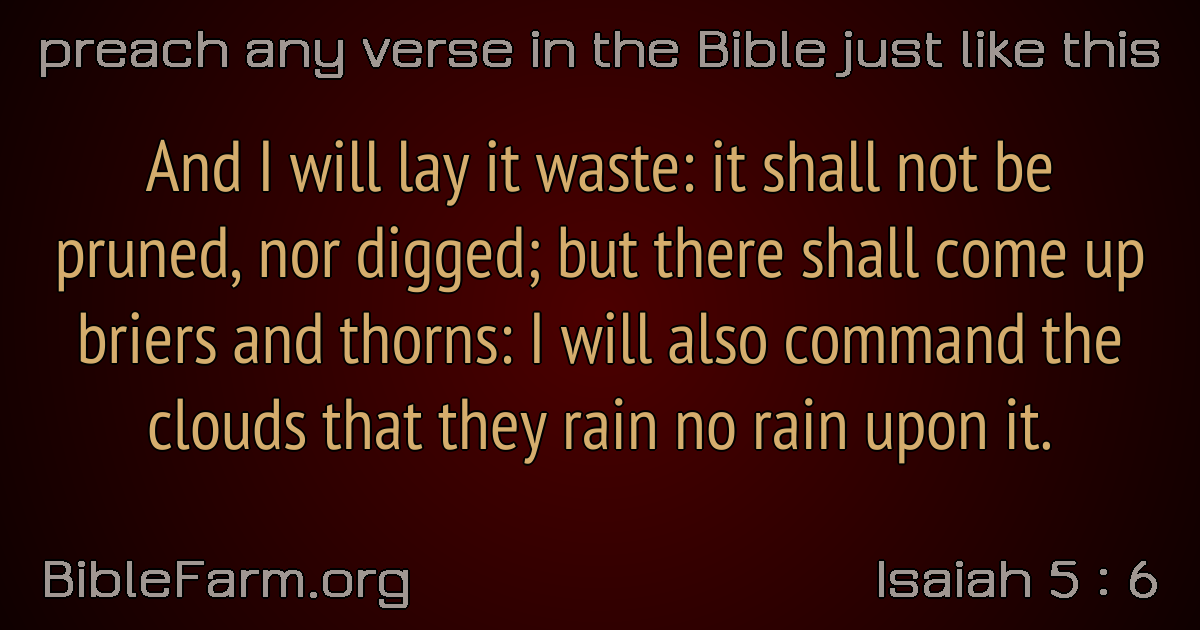 preach any verse in the Bible just like this
And I will lay it waste: it shall not be
pruned, nor digged; but there shall come up
briers and thorns: I will also command the
clouds that they rain no rain upon it.
BibleFarm.org
Isaiah 5 : 6